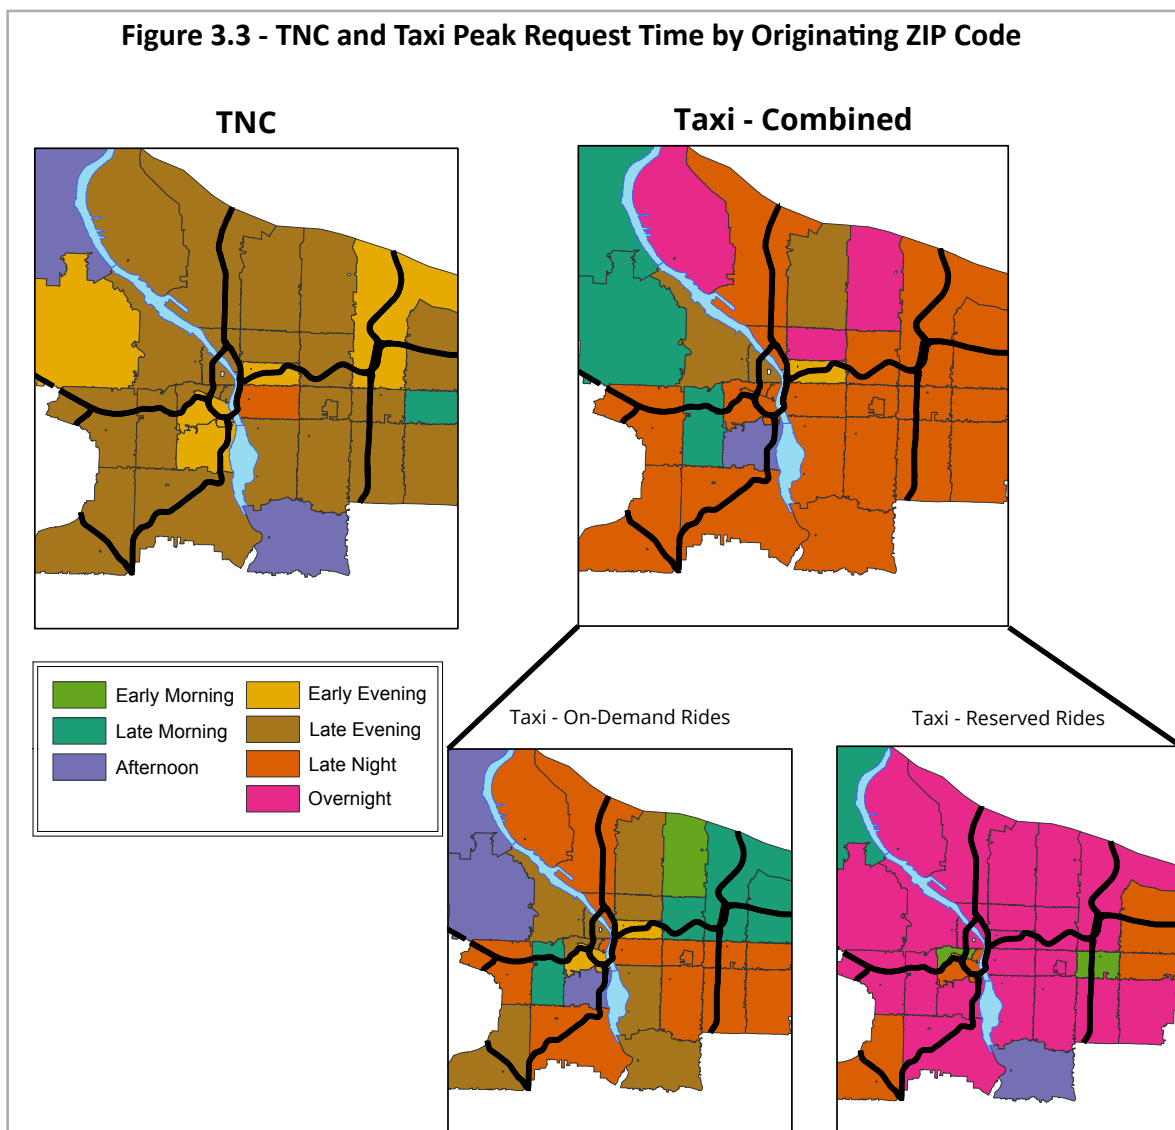 Figure 3.3 - TNC and Taxi Peak Request Time by Originating ZIP Code
TNC
Taxi - Combined
Early Morning
Late Morning
Afternoon
Early Evening
Late Evening
Late Night
Overnight
Taxi - On-Demand Rides
Taxi - Reserved Rides